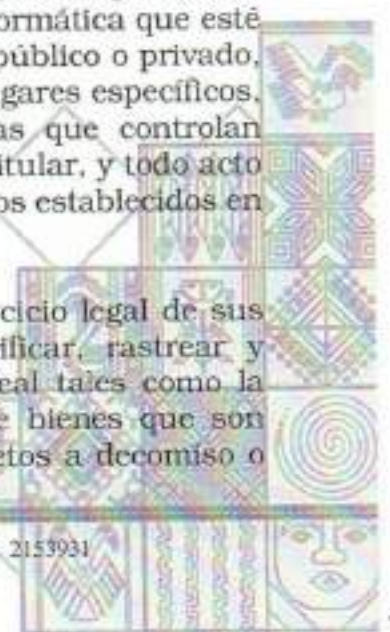 ormática que esté
público o privado,
gares específicos,
as que controlan
itular, y todo acto
os establecidos en
cicio legal de sus
ificar, rastrear y
eal tales como la
e bienes que son
etos a decomiso o
2153931